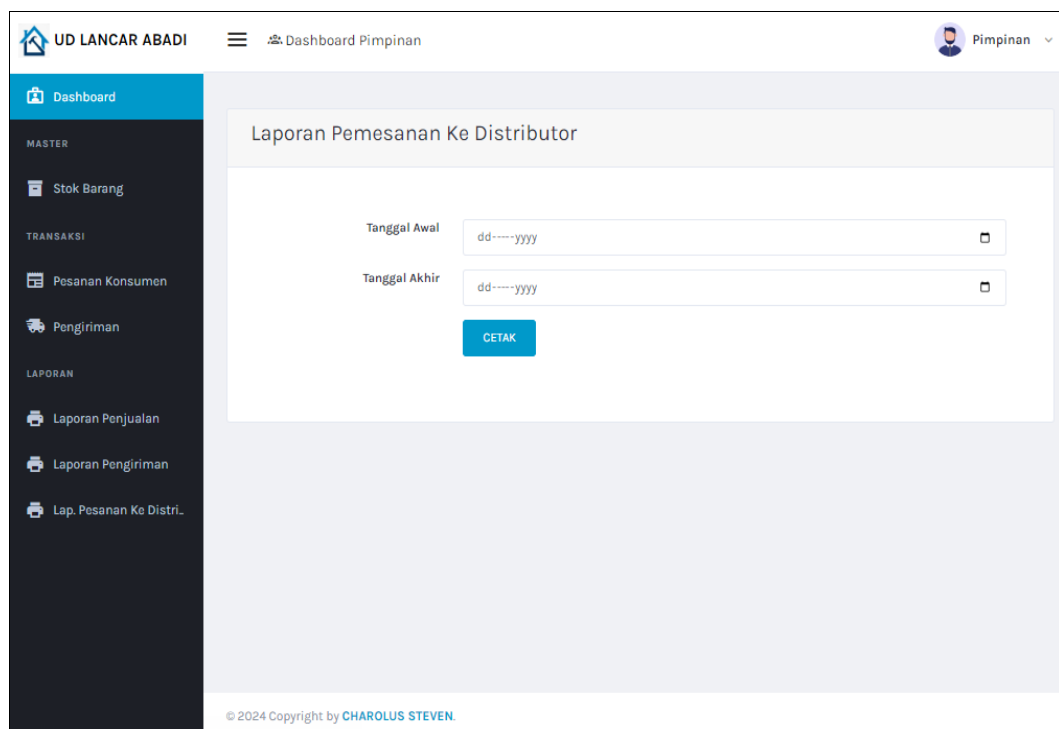 UD LANCAR ABADI
Dashboard Pimpinan
Pimpinan
Dashboard
MASTER
Stok Barang
TRANSAKSI
Pesanan Konsumen
Pengiriman
LAPORAN
Laporan Penjualan
Laporan Pengiriman
Lap. Pesanan Ke Distri..
Laporan Pemesanan Ke Distributor
Tanggal Awal
dd-----yyyy
Tanggal Akhir
dd-----yyyy
CETAK
© 2024 Copyright by CHAROLUS STEVEN.